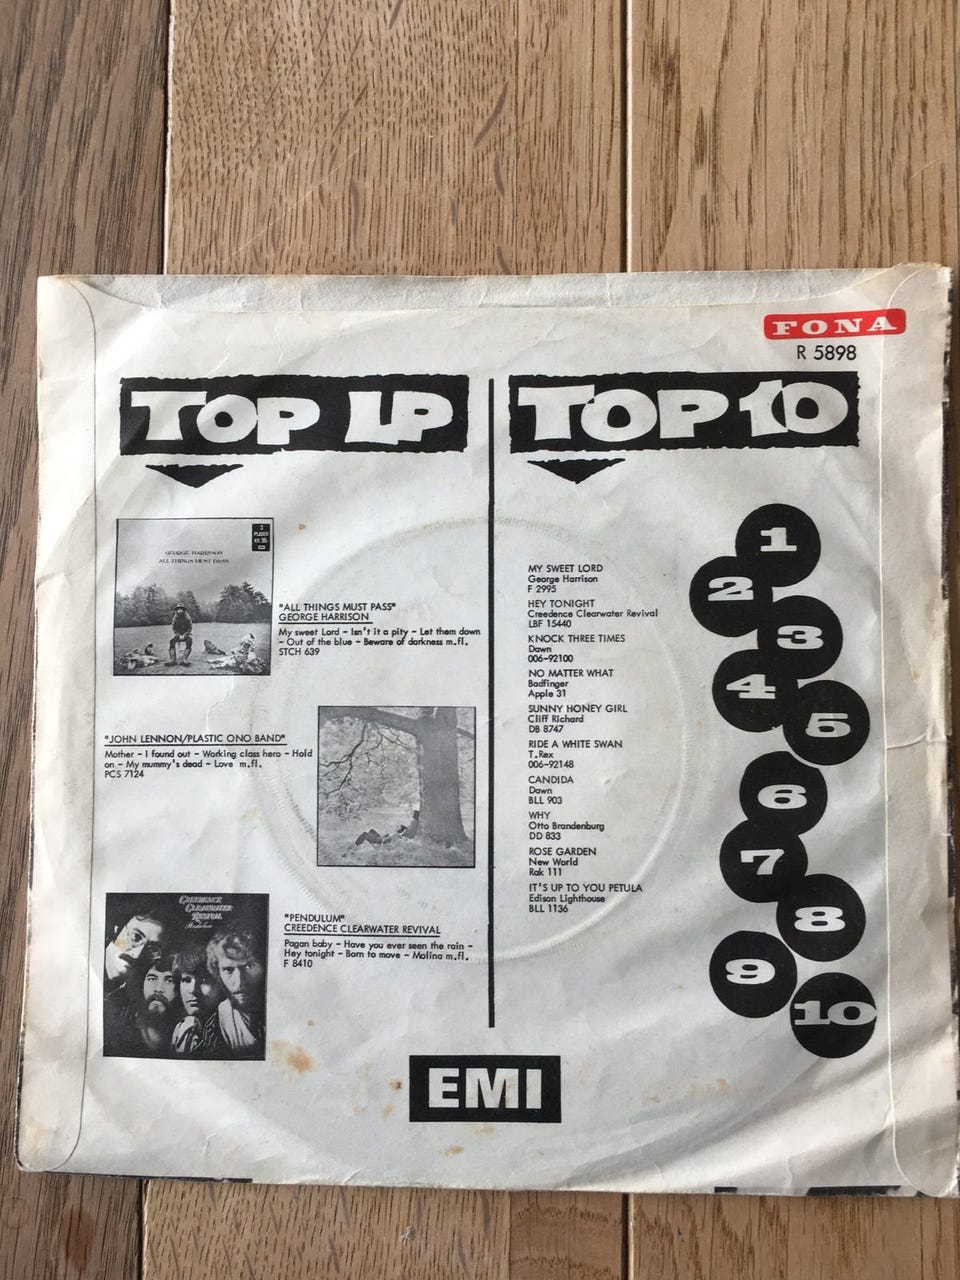 FONA
R 5898
TOP LP
GEORGE HARRISON
ALL THINGS MUST PASS
3
PLADER
"ALL THINGS MUST PASS"
GEORGE HARRISON
My sweet Lord - Isn't it a pity - Let them down
- Out of the blue - Beware of darkness m.fl.
STCH 639
"JOHN LENNON/PLASTIC ONO BAND"
Mother - I found out - Working class hero - Hold
on - My mummy's dead - Love m.fl.
PCS 7124
CREEDENCE
CLEARWATER
REVIVAL
Pendulum
"PENDULUM"
CREEDENCE CLEARWATER REVIVAL
Pagan baby - Have you ever seen the rain -
Hey tonight - Born to move - Molina m.fl.
F 8410
TOP 10
MY SWEET LORD
George Harrison
F 2995
HEY TONIGHT
Creedence Clearwater Revival
LBF 15440
KNOCK THREE TIMES
Dawn
006-92100
NO MATTER WHAT
Badfinger
Apple 31
SUNNY HONEY GIRL
Cliff Richard
DB 8747
RIDE A WHITE SWAN
T.Rex
006-92148
CANDIDA
Dawn
BLL 903
WHY
Otto Brandenburg
DD 833
ROSE GARDEN
New World
Rak 111
IT'S UP TO YOU PETULA
Edison Lighthouse
BLL 1136
1
2
3
4
5
6
7
8
9
10
EMI